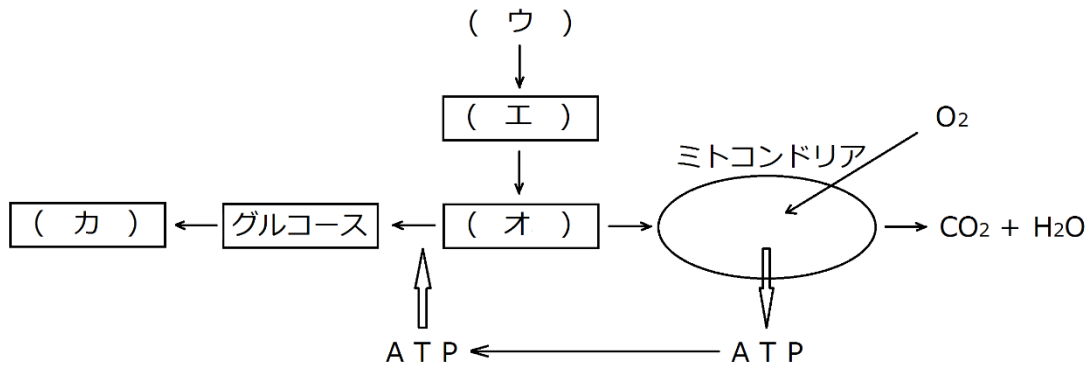 ( ウ )
( エ )
O2
ミトコンドリア
( カ )
グルコース
( オ )
CO2 + H2O
ATP
ATP